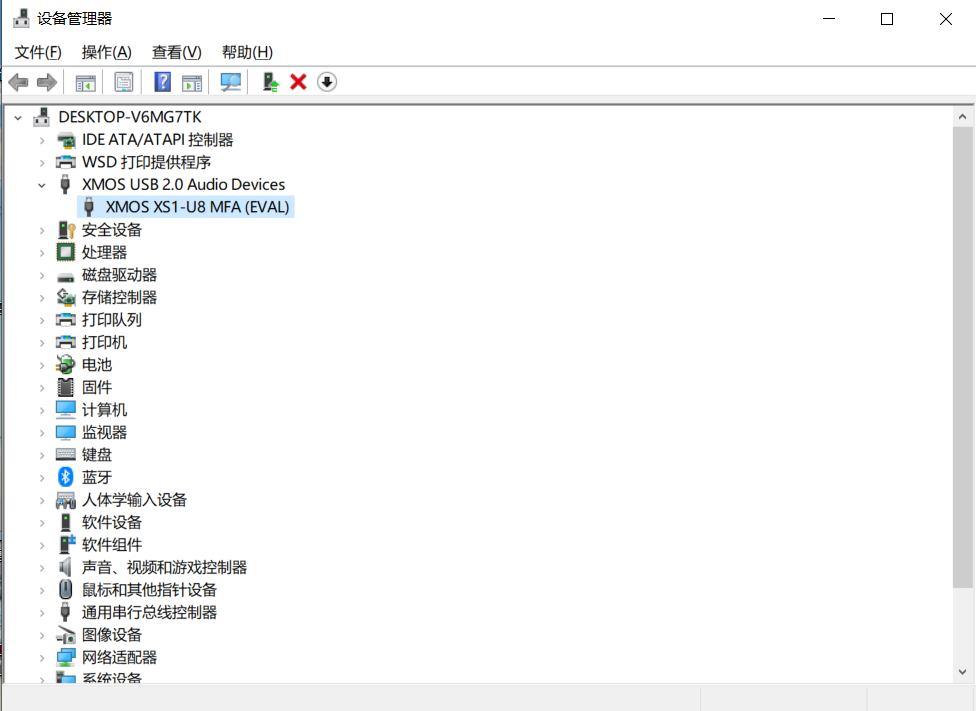 设备管理器
文件(F) 操作(A) 查看(V) 帮助(H)
DESKTOP-V6MG7TK
IDE ATA/ATAPI 控制器
WSD 打印提供程序
XMOS USB 2.0 Audio Devices
XMOS XS1-U8 MFA (EVAL)
安全设备
处理器
磁盘驱动器
存储控制器
打印队列
打印机
电池
固件
计算机
监视器
键盘
蓝牙
人体学输入设备
软件设备
软件组件
声音、视频和游戏控制器
鼠标和其他指针设备
通用串行总线控制器
图像设备
网络适配器
系统设备